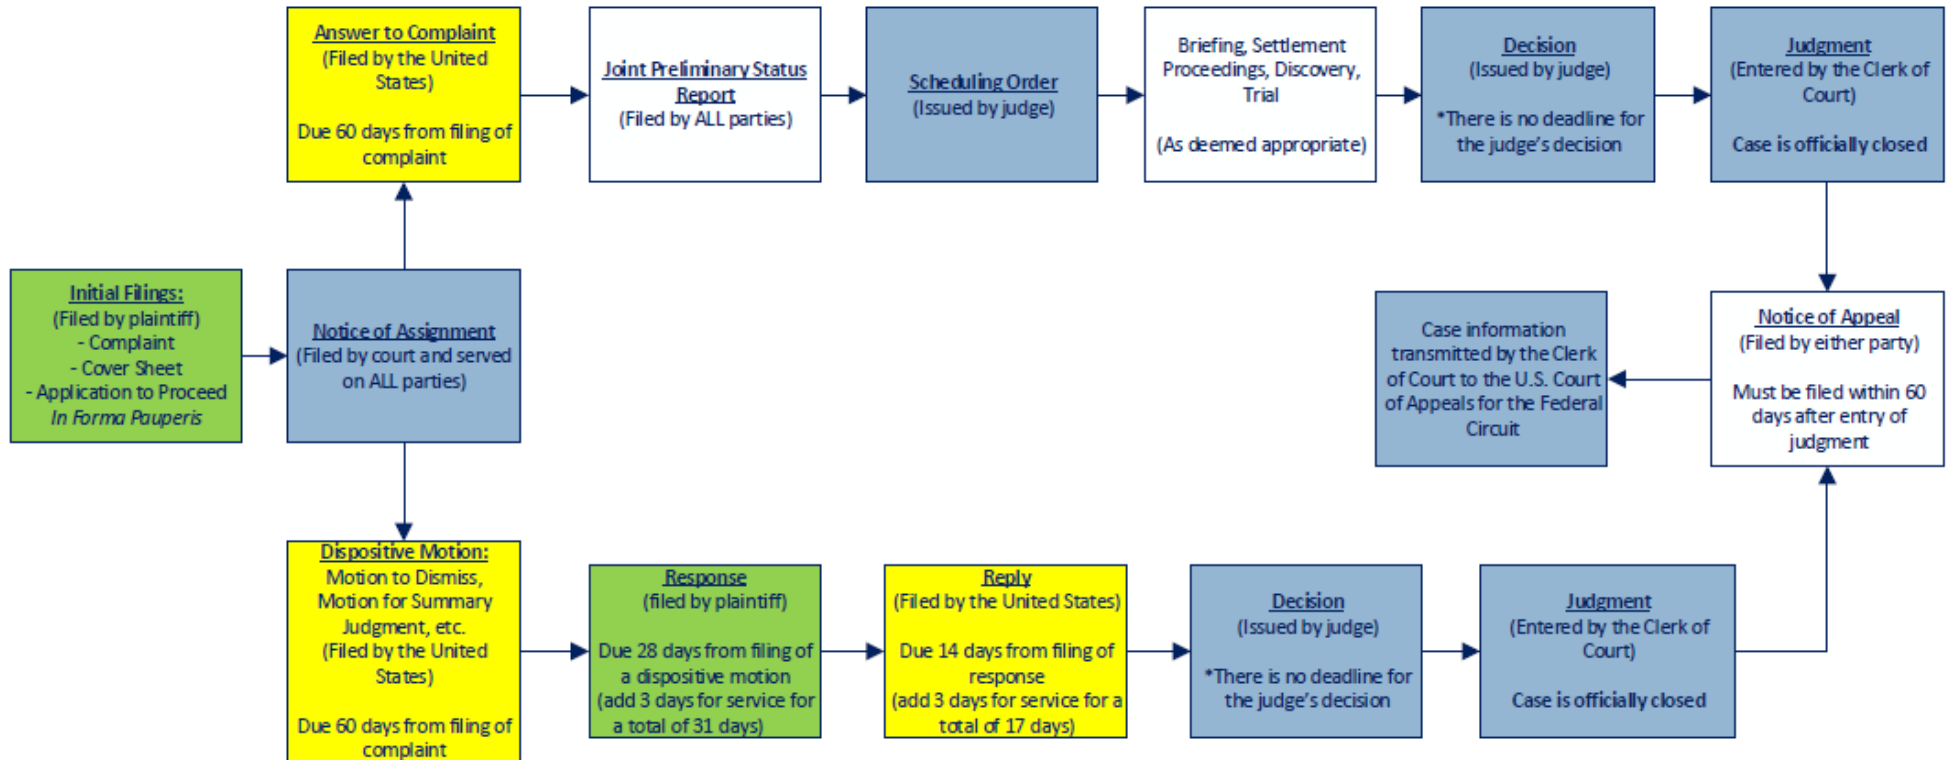 Answer to Complaint
(Filed by the United
States)
Due 60 days from filing of
complaint
Joint Preliminary Status
Report
(Filed by ALL parties)
Scheduling Order
(Issued by judge)
Briefing, Settlement
Proceedings, Discovery,
Trial
(As deemed appropriate)
Decision
(Issued by judge)
*There is no deadline for
the judge's decision
Judgment
(Entered by the Clerk of
Court)
Case is officially closed
Initial Filings:
(Filed by plaintiff)
- Complaint
- Cover Sheet
- Application to Proceed
In Forma Pauperis
Notice of Assignment
(Filed by court and served
on ALL parties)
Case information
transmitted by the Clerk
of Court to the U.S. Court
of Appeals for the Federal
Circuit
Notice of Appeal
(Filed by either party)
Must be filed within 60
days after entry of
judgment
Dispositive Motion:
Motion to Dismiss,
Motion for Summary
Judgment, etc.
(Filed by the United
States)
Due 60 days from filing of
complaint
Response
(filed by plaintiff)
Due 28 days from filing of
a dispositive motion
(add 3 days for service for
a total of 31 days)
Reply
(Filed by the United States)
Due 14 days from filing of
response
(add 3 days for service for a
total of 17 days)
Decision
(Issued by judge)
*There is no deadline for
the judge's decision
Judgment
(Entered by the Clerk of
Court)
Case is officially closed